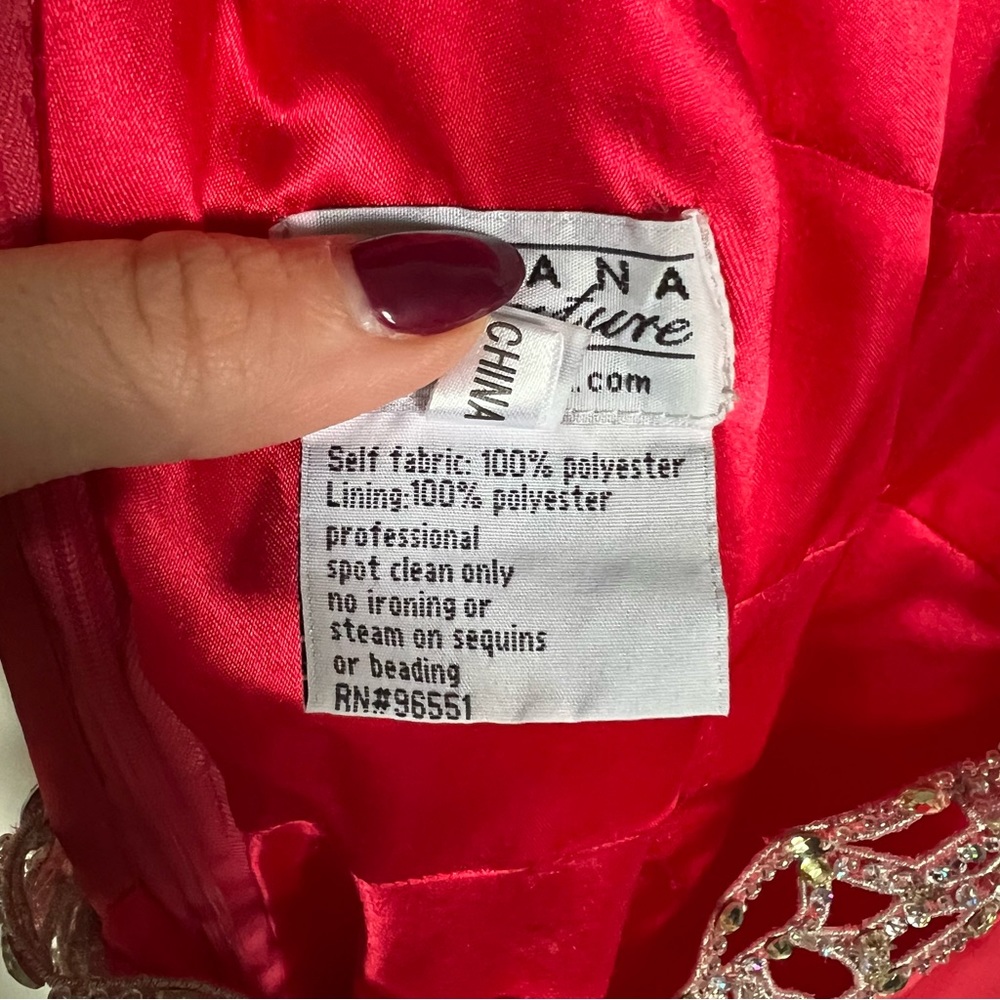 ANA
ture
.com
CHINA
Self fabric: 100% polyester
Lining:100% polyester
professional
spot clean only
no ironing or
steam on sequins
or beading
RN#96551